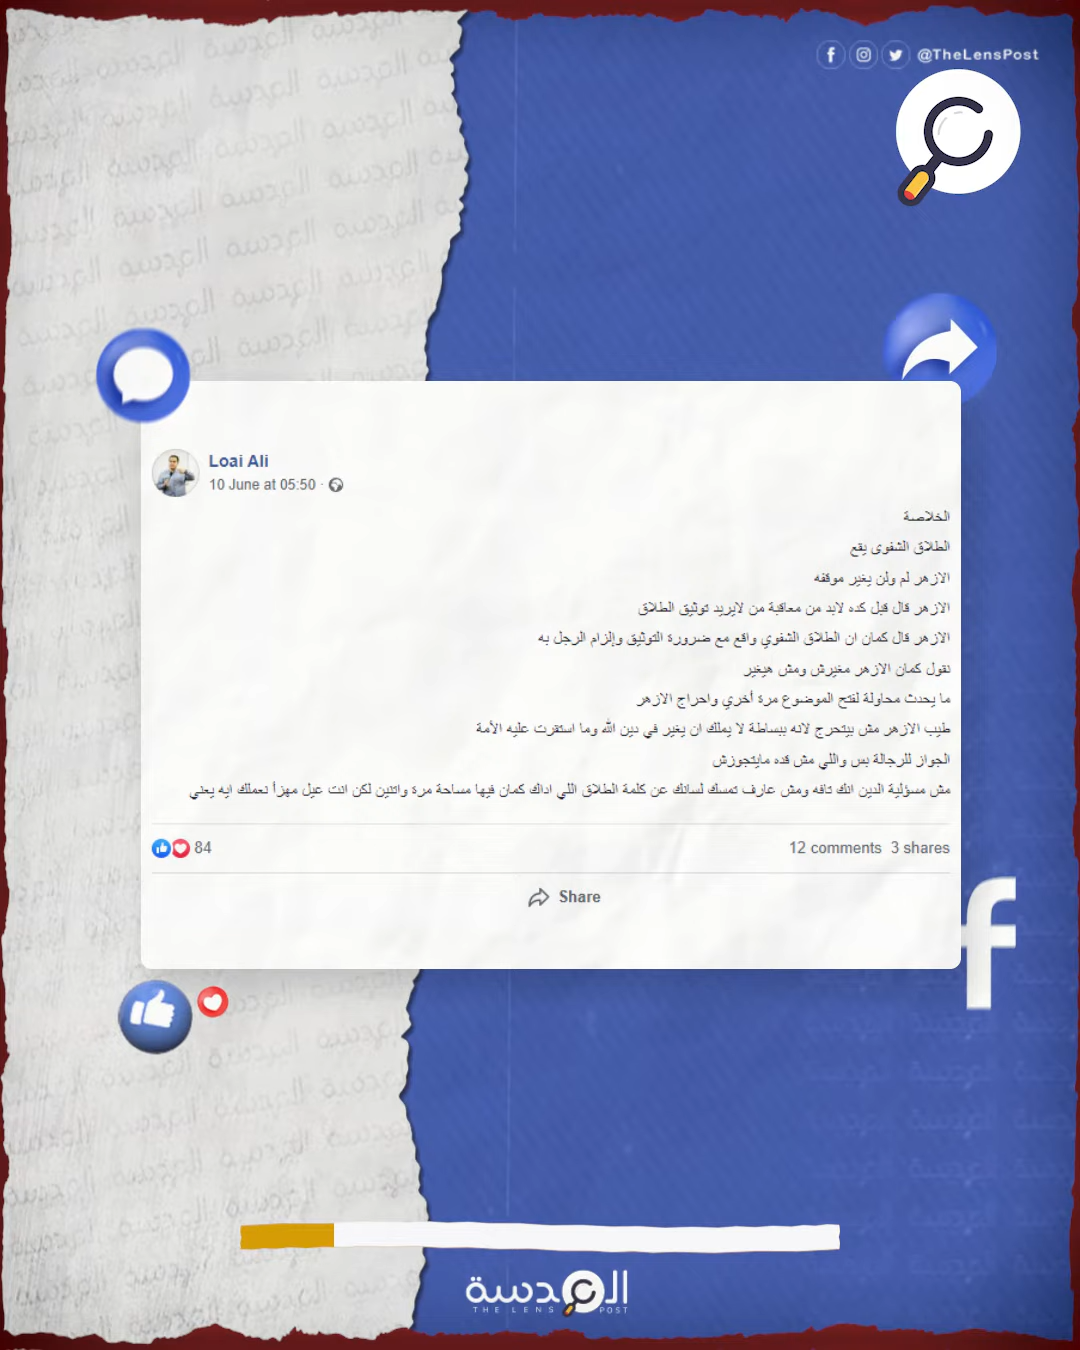 @TheLensPost
Loai Ali
10 June at 05:50 ·
الخلاصة
الطلاق الشفوى يقع
الازهر لم ولن يغير موقفه
الازهر قال قبل كده لابد من معاقبة من لايريد توثيق الطلاق
الازهر قال كمان ان الطلاق الشفوي واقع مع ضرورة التوثيق وإلزام الرجل به
نقول كمان الازهر مغيرش ومش هيغير
ما يحدث محاولة لفتح الموضوع مرة أخري واحراج الازهر
طيب الازهر مش بيتحرج لانه ببساطة لا يملك ان يغير في دين الله وما استقرت عليه الأمة
الجواز للرجالة بس واللي مش قده مايتجوزش
مش مسؤلية الدين انك تافه ومش عارف تمسك لسانك عن كلمة الطلاق اللي اداك كمان فيها مساحة مرة واتنين لكن انت عيل مهزأ نعملك ايه يعني
84
12 comments 3 shares
Share
العدسة
THE LENS POST